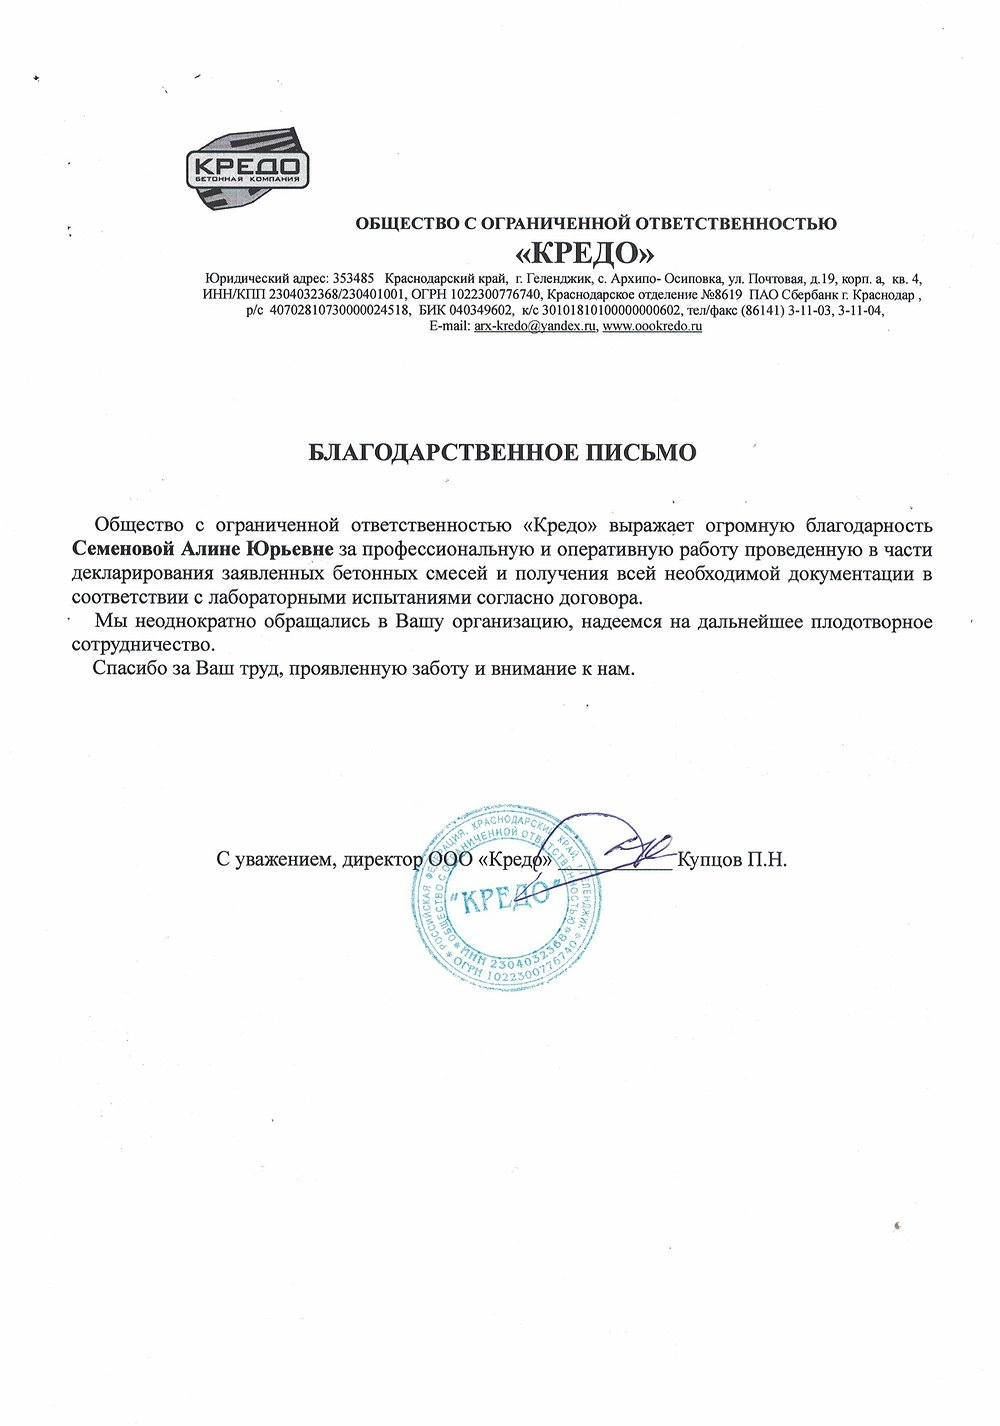 КРЕДО
БЕТОННАЯ КОМПАНИЯ
ОБЩЕСТВО С ОГРАНИЧЕННОЙ ОТВЕТСТВЕННОСТЬЮ
«КРЕДО»
Юридический адрес: 353485 Краснодарский край, г. Геленджик, с. Архипо- Осиповка, ул. Почтовая, д.19, корп. а, кв. 4,
ИНН/КПП 2304032368/230401001, ОГРН 1022300776740, Краснодарское отделение №8619 ПАО Сбербанк г. Краснодар ,
р/с 40702810730000024518, БИК 040349602, к/с 30101810100000000602, тел/факс (86141) 3-11-03, 3-11-04,
E-mail: arx-kredo@yandex.ru, www.oookredo.ru
БЛАГОДАРСТВЕННОЕ ПИСЬМО
Общество с ограниченной ответственностью «Кредо» выражает огромную благодарность
Семеновой Алине Юрьевне за профессиональную и оперативную работу проведенную в части
декларирования заявленных бетонных смесей и получения всей необходимой документации в
соответствии с лабораторными испытаниями согласно договора.
Мы неоднократно обращались в Вашу организацию, надеемся на дальнейшее плодотворное
сотрудничество.
Спасибо за Ваш труд, проявленную заботу и внимание к нам.
С уважением, директор ООО «Кредо» ____________ Купцов П.Н.
РОССИЙСКАЯ ФЕДЕРАЦИЯ, КРАСНОДАРСКИЙ КРАЙ, Г. ГЕЛЕНДЖИК
ОБЩЕСТВО С ОГРАНИЧЕННОЙ ОТВЕТСТВЕННОСТЬЮ
"КРЕДО"
* ИНН 2304032368 *
* ОГРН 1022300776740 *